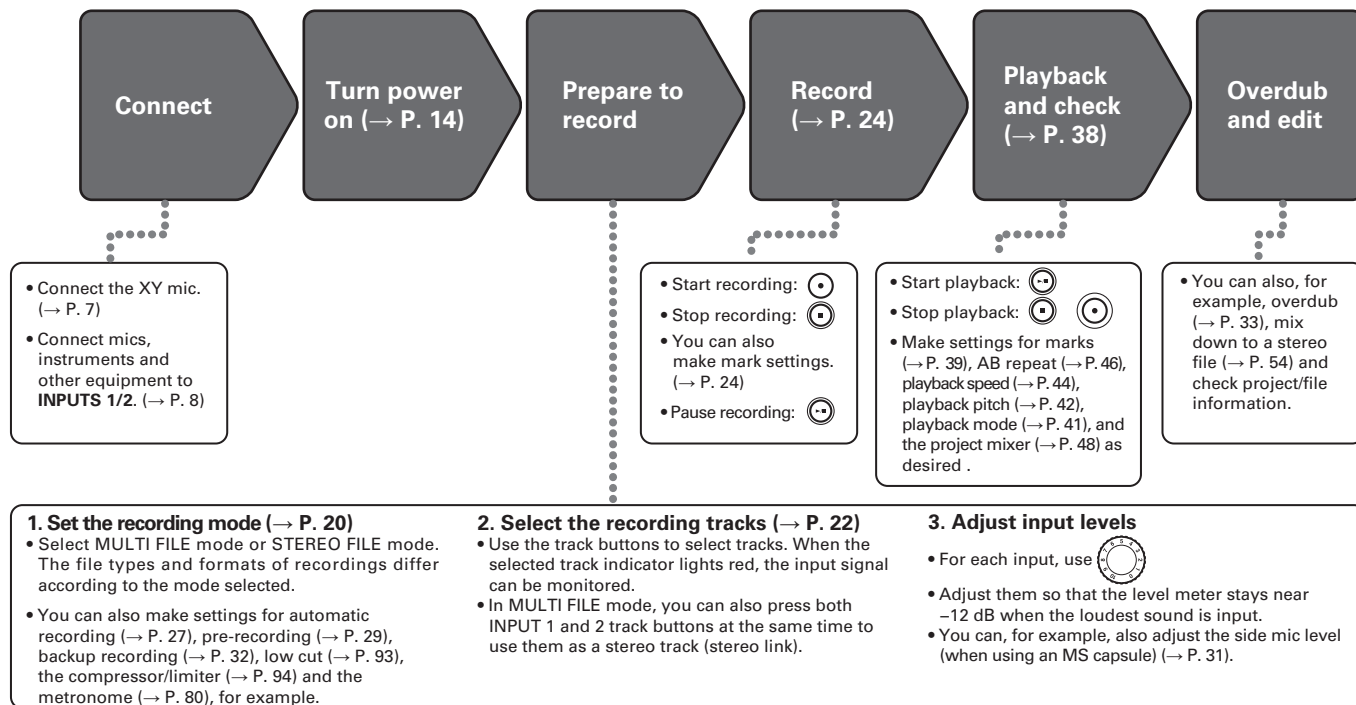 Connect
Turn power
on (→ P. 14)
Prepare to
record
Record
(→ P. 24)
Playback
and check
(→ P. 38)
Overdub
and edit
• Connect the XY mic.
(→ P. 7)
• Connect mics,
instruments and
other equipment to
INPUTS 1/2. (→ P. 8)
• Start recording:
• Stop recording:
• You can also
make mark settings.
(→ P. 24)
• Pause recording:
• Start playback:
• Stop playback:
• Make settings for marks
(→ P. 39), AB repeat (→ P. 46),
playback speed (→ P. 44),
playback pitch (→ P. 42),
playback mode (→ P. 41), and
the project mixer (→ P. 48) as
desired .
• You can also, for
example, overdub
(→ P. 33), mix
down to a stereo
file (→ P. 54) and
check project/file
information.
1. Set the recording mode (→ P. 20)
• Select MULTI FILE mode or STEREO FILE mode.
The file types and formats of recordings differ
according to the mode selected.
• You can also make settings for automatic
recording (→ P. 27), pre-recording (→ P. 29),
backup recording (→ P. 32), low cut (→ P. 93),
the compressor/limiter (→ P. 94) and the
metronome (→ P. 80), for example.
2. Select the recording tracks (→ P. 22)
• Use the track buttons to select tracks. When the
selected track indicator lights red, the input signal
can be monitored.
• In MULTI FILE mode, you can also press both
INPUT 1 and 2 track buttons at the same time to
use them as a stereo track (stereo link).
3. Adjust input levels
• For each input, use
• Adjust them so that the level meter stays near
−12 dB when the loudest sound is input.
• You can, for example, also adjust the side mic level
(when using an MS capsule) (→ P. 31).